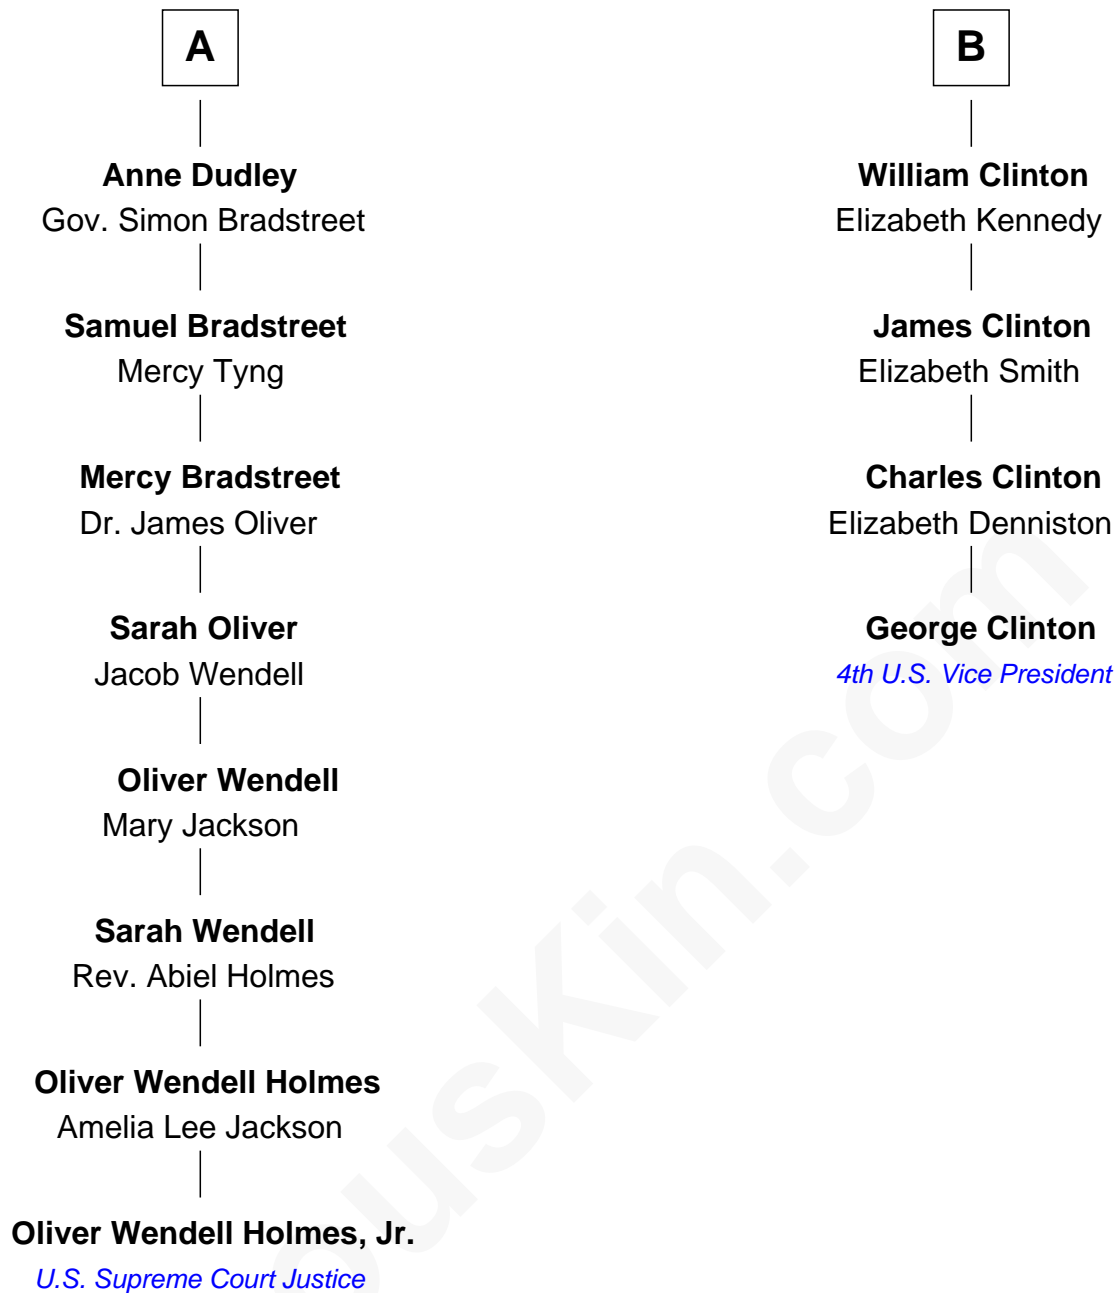 A
Anne Dudley
Gov. Simon Bradstreet
Samuel Bradstreet
Mercy Tyng
Mercy Bradstreet
Dr. James Oliver
Sarah Oliver
Jacob Wendell
Oliver Wendell
Mary Jackson
Sarah Wendell
Rev. Abiel Holmes
Oliver Wendell Holmes
Amelia Lee Jackson
Oliver Wendell Holmes, Jr.
U.S. Supreme Court Justice
B
William Clinton
Elizabeth Kennedy
James Clinton
Elizabeth Smith
Charles Clinton
Elizabeth Denniston
George Clinton
4th U.S. Vice President
ousKin.com